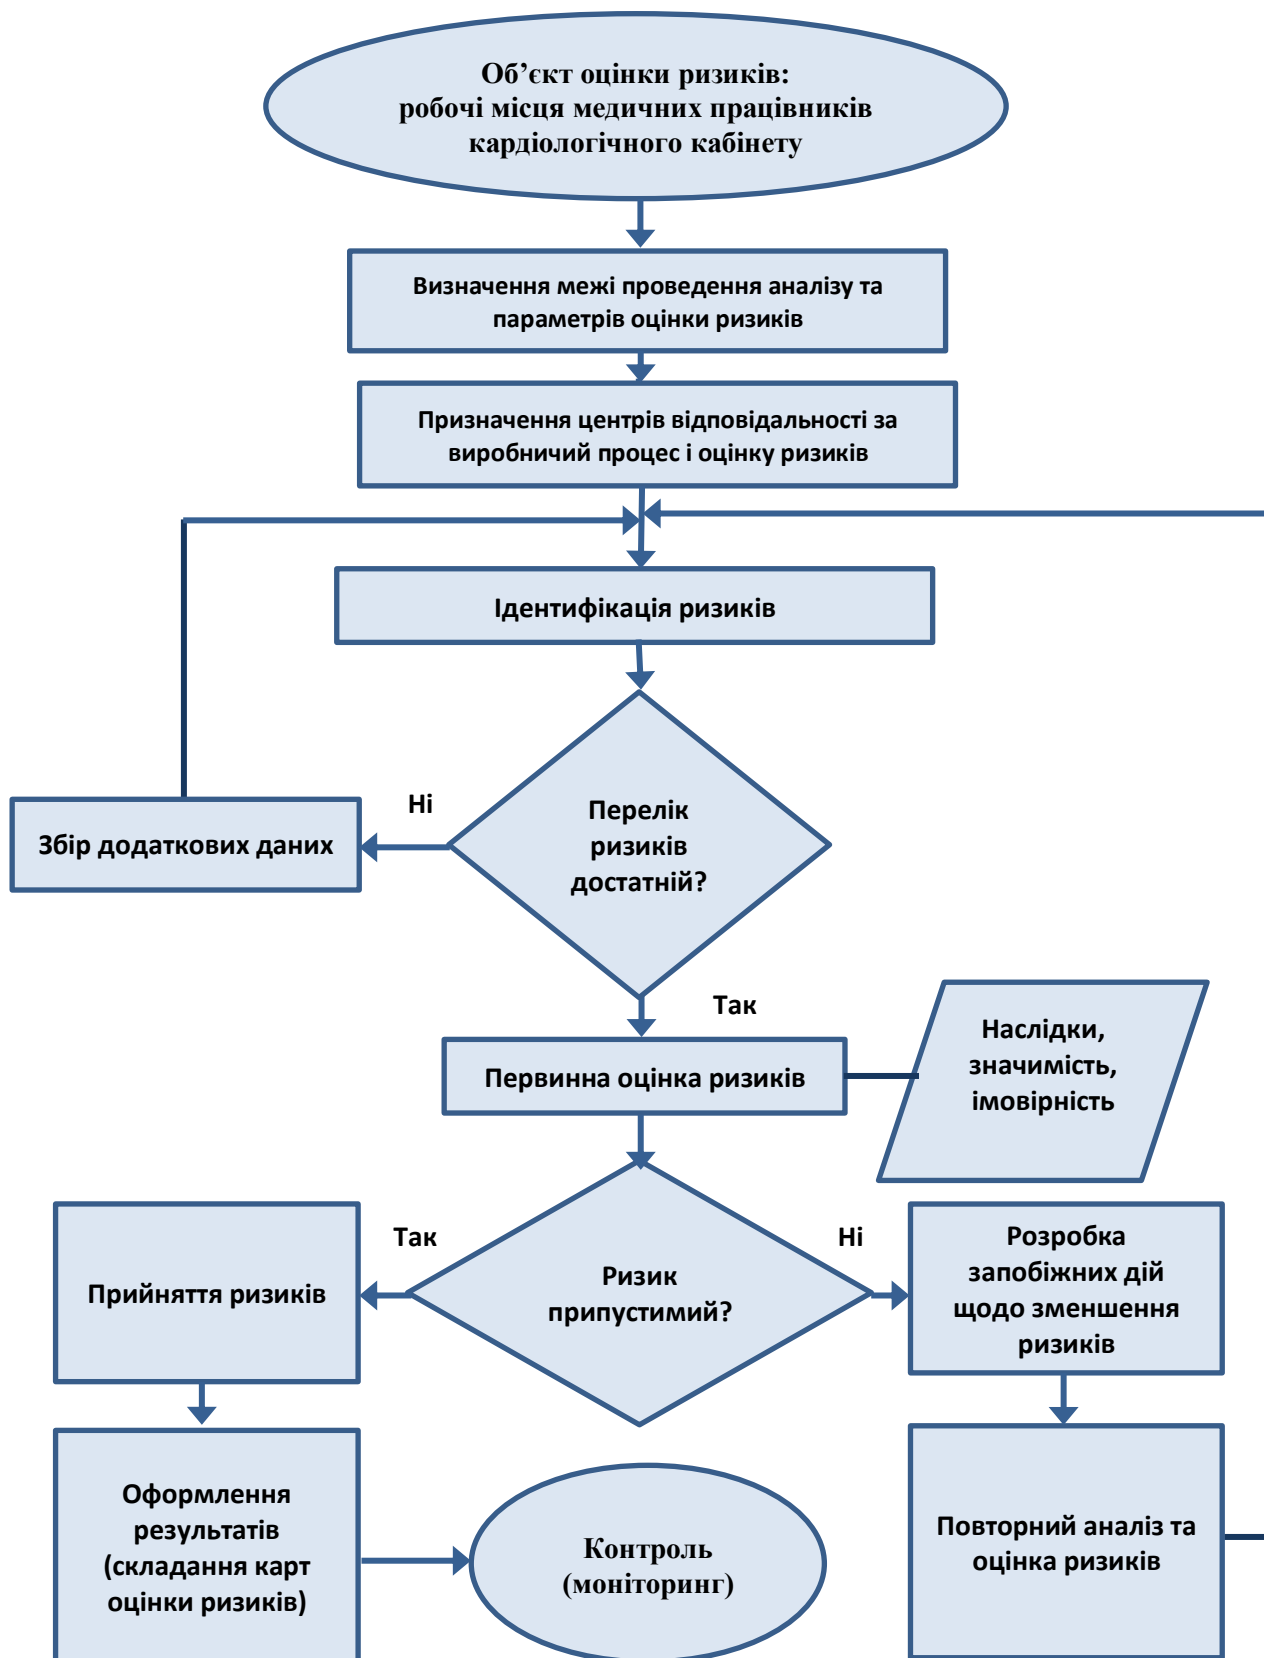 Об’єкт оцінки ризиків:
робочі місця медичних працівників
кардіологічного кабінету
Визначення межі проведення аналізу та
параметрів оцінки ризиків
Призначення центрів відповідальності за
виробничий процес і оцінку ризиків
Ідентифікація ризиків
Ні
Перелік
ризиків
достатній?
Збір додаткових даних
Так
Наслідки,
значимість,
імовірність
Первинна оцінка ризиків
Так
Ні
Прийняття ризиків
Ризик
припустимий?
Розробка
запобіжних дій
щодо зменшення
ризиків
Оформлення
результатів
(складання карт
оцінки ризиків)
Контроль
(моніторинг)
Повторний аналіз та
оцінка ризиків